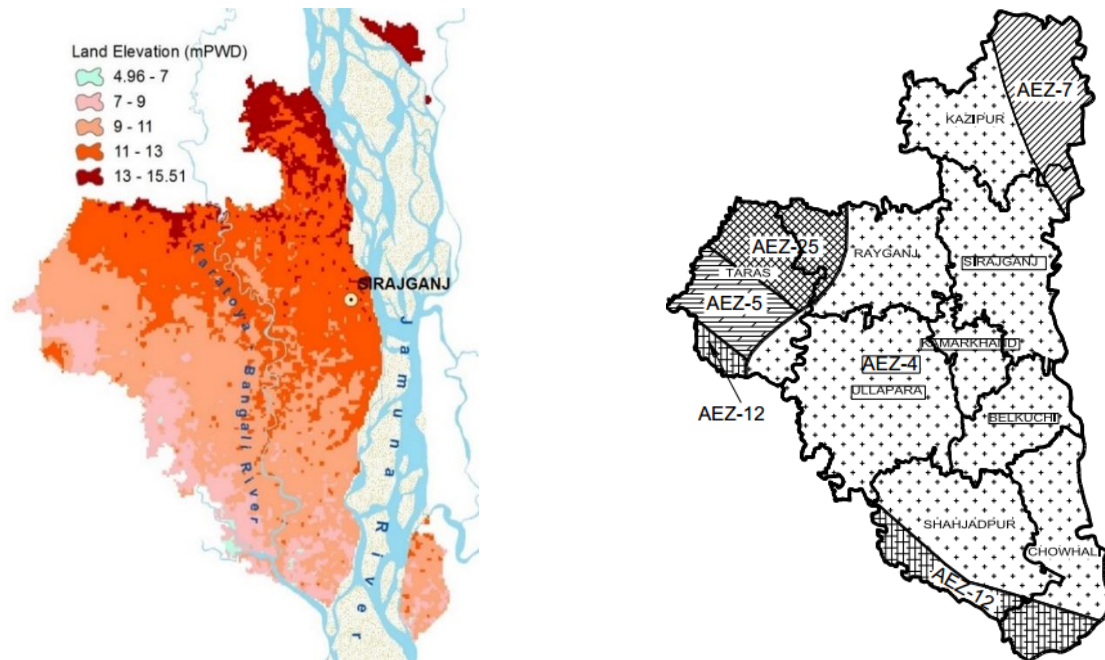 Land Elevation (mPWD)
4.96 - 7
7 - 9
9 - 11
11 - 13
13 - 15.51
SIRAJGANJ
Karatoya Bangali River
Jamuna River
AEZ-7
KAZIPUR
AEZ-25
RAYGANJ
SIRAJGANJ
TARAS
AEZ-5
KAMARKHAND
AEZ-4
ULLAPARA
AEZ-12
BELKUCHI
SHAHJADPUR
CHOWHALI
AEZ-12